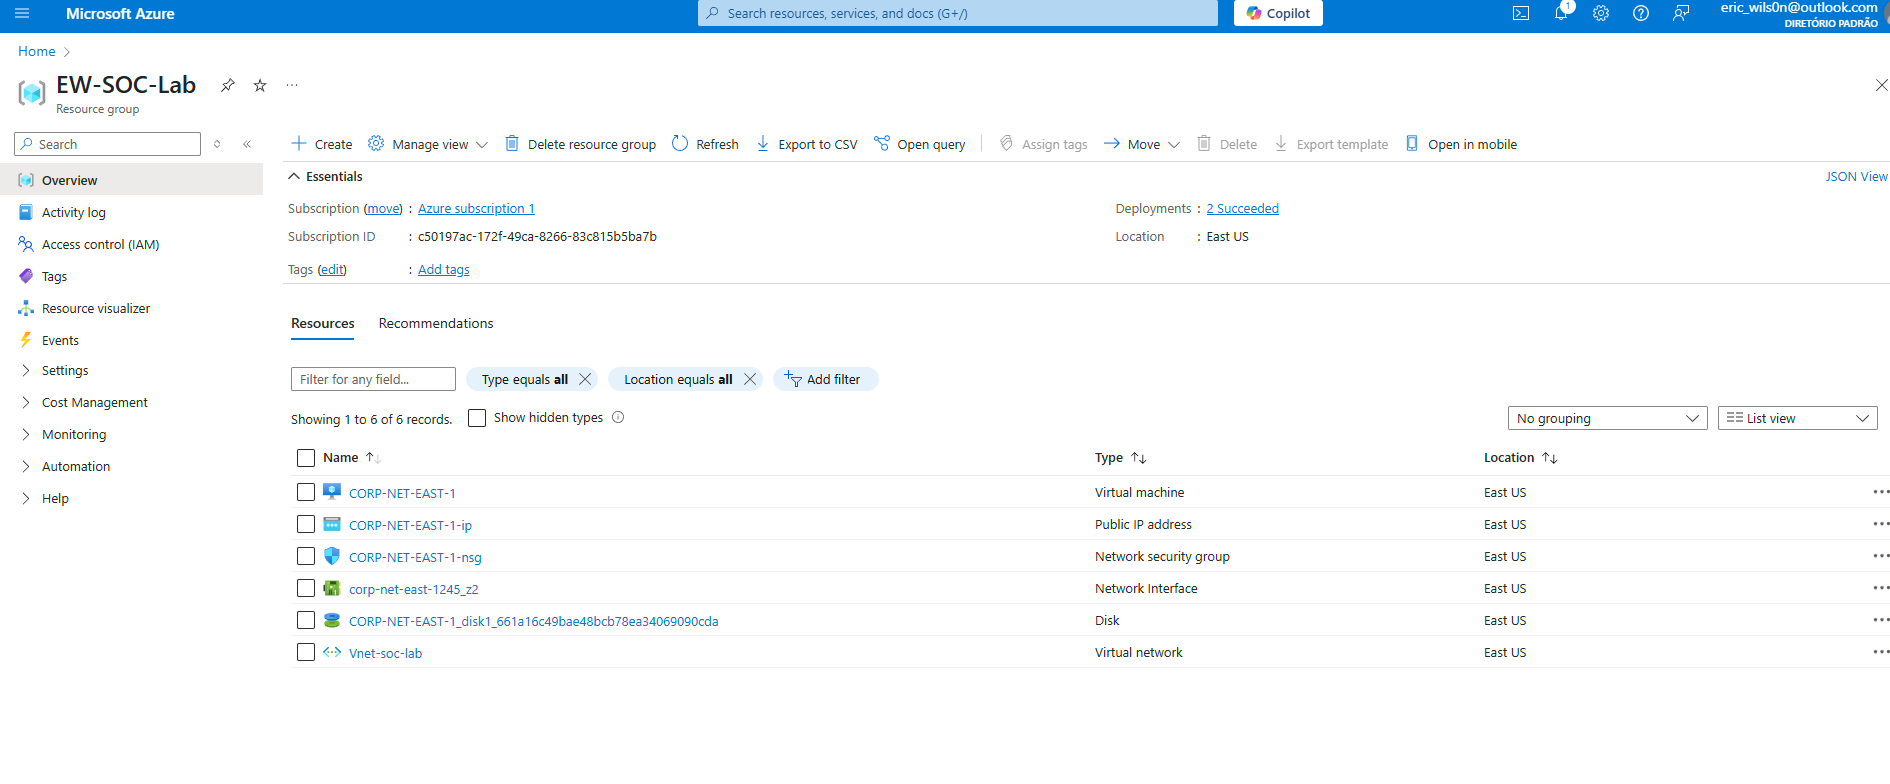 Microsoft Azure
Search resources, services, and docs (G+/)
Copilot
1
eric_wils0n@outlook.com
DIRETÓRIO PADRÃO
Home
EW-SOC-Lab
Resource group
Search
Create
Manage view
Delete resource group
Refresh
Export to CSV
Open query
Assign tags
Move
Delete
Export template
Open in mobile
Overview
Activity log
Access control (IAM)
Tags
Resource visualizer
Events
Settings
Cost Management
Monitoring
Automation
Help
Essentials
JSON View
Subscription (move) : Azure subscription 1
Deployments : 2 Succeeded
Subscription ID : c50197ac-172f-49ca-8266-83c815b5ba7b
Location : East US
Tags (edit) : Add tags
Resources Recommendations
Filter for any field...
Type equals all
Location equals all
Add filter
Showing 1 to 6 of 6 records.
Show hidden types
No grouping
List view
Name Type Location
CORP-NET-EAST-1 Virtual machine East US
CORP-NET-EAST-1-ip Public IP address East US
CORP-NET-EAST-1-nsg Network security group East US
corp-net-east-1245_z2 Network Interface East US
CORP-NET-EAST-1_disk1_661a16c49bae48bcb78ea34069090cda Disk East US
Vnet-soc-lab Virtual network East US